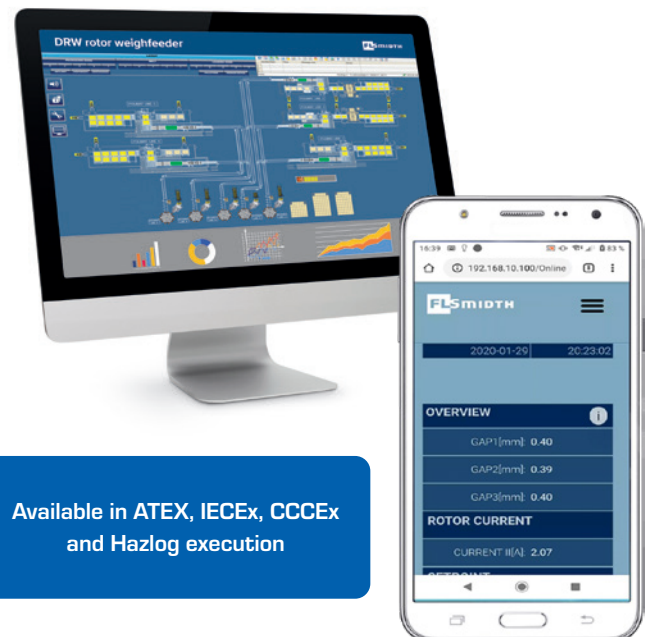 DRW rotor weighfeeder
FLSMIDTH
16:39
83 %
192.168.10.100/Online
FLSMIDTH
2020-01-29 20:23:02
OVERVIEW
GAP1[mm]: 0.40
GAP2[mm]: 0.39
GAP3[mm]: 0.40
ROTOR CURRENT
CURRENT II[A]: 2.07
SETPOINT
Available in ATEX, IECEx, CCCEx
and Hazlog execution